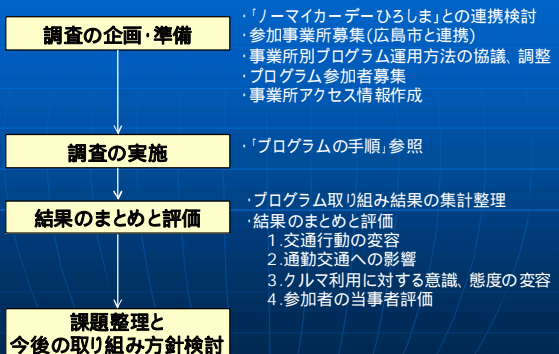 調査の企画・準備
・「ノーマイカーデーひろしま」との連携検討
・参加事業所募集(広島市と連携)
・事業所別プログラム運用方法の協議、調整
・プログラム参加者募集
・事業所アクセス情報作成
調査の実施
・「プログラムの手順」参照
結果のまとめと評価
・プログラム取り組み結果の集計整理
・結果のまとめと評価
1.交通行動の変容
2.通勤交通への影響
3.クルマ利用に対する意識、態度の変容
4.参加者の当事者評価
課題整理と
今後の取り組み方針検討